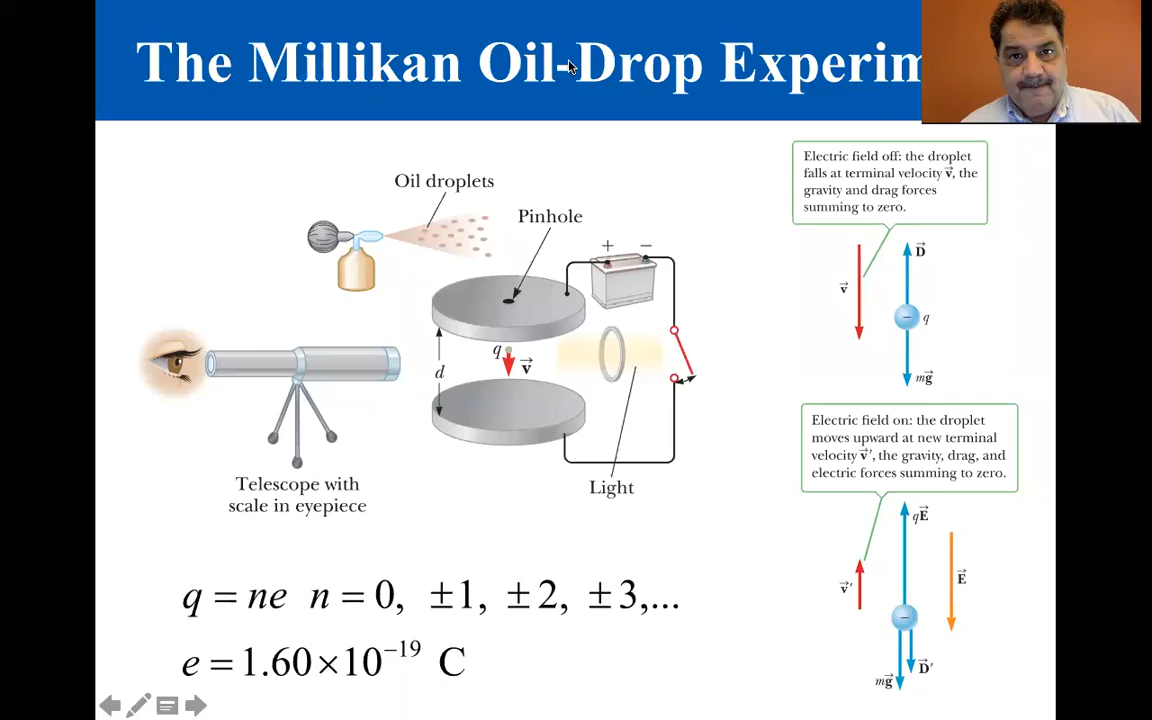 The Millikan Oil-Drop Experim
Oil droplets
Pinhole
+ −
q
v
d
Telescope with
scale in eyepiece
Light
Electric field off: the droplet
falls at terminal velocity v⃗, the
gravity and drag forces
summing to zero.
D⃗
v⃗
− q
mg⃗
Electric field on: the droplet
moves upward at new terminal
velocity v⃗′, the gravity, drag, and
electric forces summing to zero.
qE⃗
v⃗′
E⃗
−
D⃗′
mg⃗
q = ne n = 0, ±1, ±2, ±3,...
e = 1.60×10⁻¹⁹ C